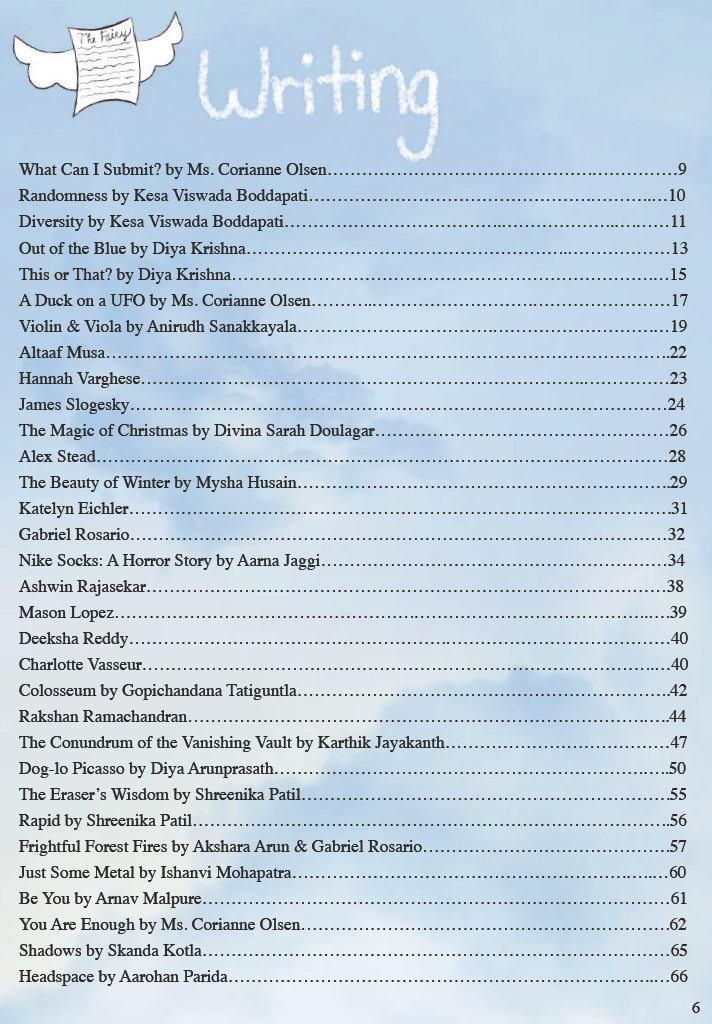 The Fairy
Writing
What Can I Submit? by Ms. Corianne Olsen……………………………………………………………9
Randomness by Kesa Viswada Boddapati……………………………………………………………10
Diversity by Kesa Viswada Boddapati……………………………………………………………11
Out of the Blue by Diya Krishna……………………………………………………………13
This or That? by Diya Krishna……………………………………………………………15
A Duck on a UFO by Ms. Corianne Olsen……………………………………………………………17
Violin & Viola by Anirudh Sanakkayala……………………………………………………………19
Altaaf Musa……………………………………………………………22
Hannah Varghese……………………………………………………………23
James Slogesky……………………………………………………………24
The Magic of Christmas by Divina Sarah Doulagar……………………………………………………………26
Alex Stead……………………………………………………………28
The Beauty of Winter by Mysha Husain……………………………………………………………29
Katelyn Eichler……………………………………………………………31
Gabriel Rosario……………………………………………………………32
Nike Socks: A Horror Story by Aarna Jaggi……………………………………………………………34
Ashwin Rajasekar……………………………………………………………38
Mason Lopez……………………………………………………………39
Deeksha Reddy……………………………………………………………40
Charlotte Vasseur……………………………………………………………40
Colosseum by Gopichandana Tatiguntla……………………………………………………………42
Rakshan Ramachandran……………………………………………………………44
The Conundrum of the Vanishing Vault by Karthik Jayakanth……………………………………………………………47
Dog-lo Picasso by Diya Arunprasath……………………………………………………………50
The Eraser’s Wisdom by Shreenika Patil……………………………………………………………55
Rapid by Shreenika Patil……………………………………………………………56
Frightful Forest Fires by Akshara Arun & Gabriel Rosario……………………………………………………………57
Just Some Metal by Ishanvi Mohapatra……………………………………………………………60
Be You by Arnav Malpure……………………………………………………………61
You Are Enough by Ms. Corianne Olsen……………………………………………………………62
Shadows by Skanda Kotla……………………………………………………………65
Headspace by Aarohan Parida……………………………………………………………66
6